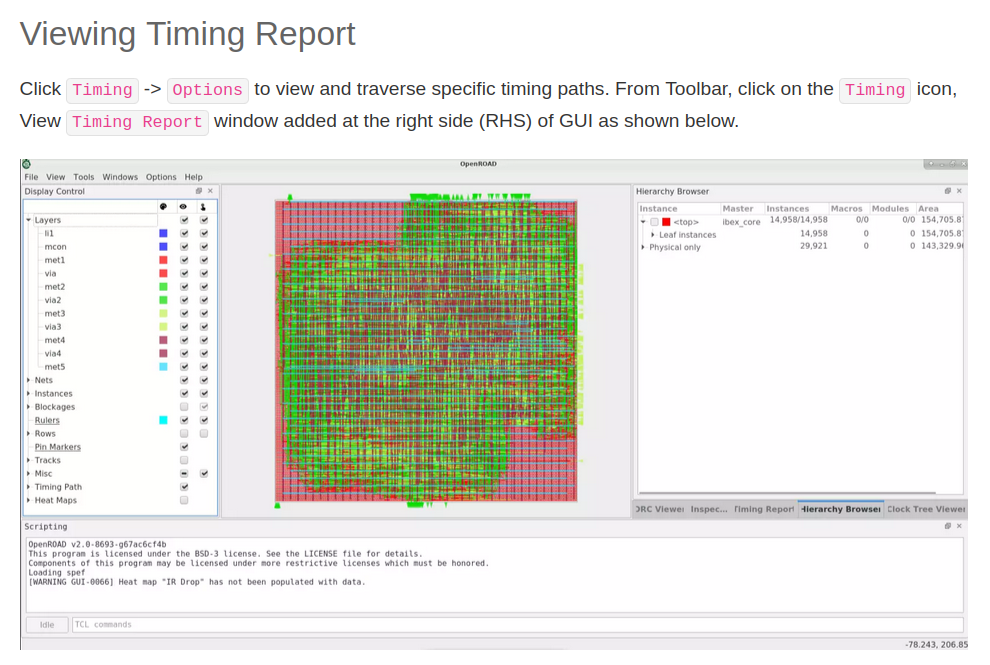 Viewing Timing Report
Click Timing -> Options to view and traverse specific timing paths. From Toolbar, click on the Timing icon,
View Timing Report window added at the right side (RHS) of GUI as shown below.
OpenROAD
File View Tools Windows Options Help
Display Control
Layers
li1
mcon
met1
via
met2
via2
met3
via3
met4
via4
met5
Nets
Instances
Blockages
Rulers
Rows
Pin Markers
Tracks
Misc
Timing Path
Heat Maps
Hierarchy Browser
Instance Master Instances Macros Modules Area
<top> ibex_core 14,958/14,958 0/0 0/0 154,705.8
Leaf instances 14,958 0 0 154,705.8
Physical only 29,921 0 0 143,329.9
DRC Viewer Inspec... Timing Report Hierarchy Browser Clock Tree Viewer
Scripting
OpenROAD v2.0-8693-g67ac6cf4b
This program is licensed under the BSD-3 license. See the LICENSE file for details.
Components of this program may be licensed under more restrictive licenses which must be honored.
Loading spef
[WARNING GUI-0066] Heat map "IR Drop" has not been populated with data.
Idle TCL commands
-78.243, 206.85